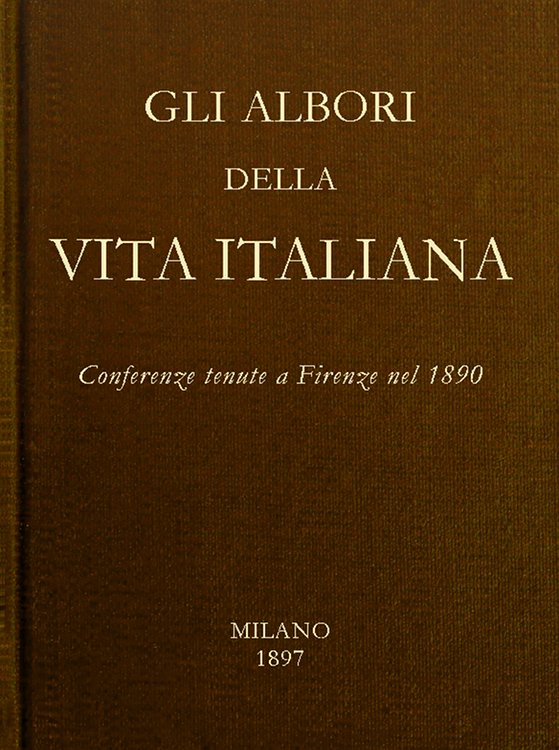 GLI ALBORI
DELLA
VITA ITALIANA
Conferenze tenute a Firenze nel 1890
MILANO
1897